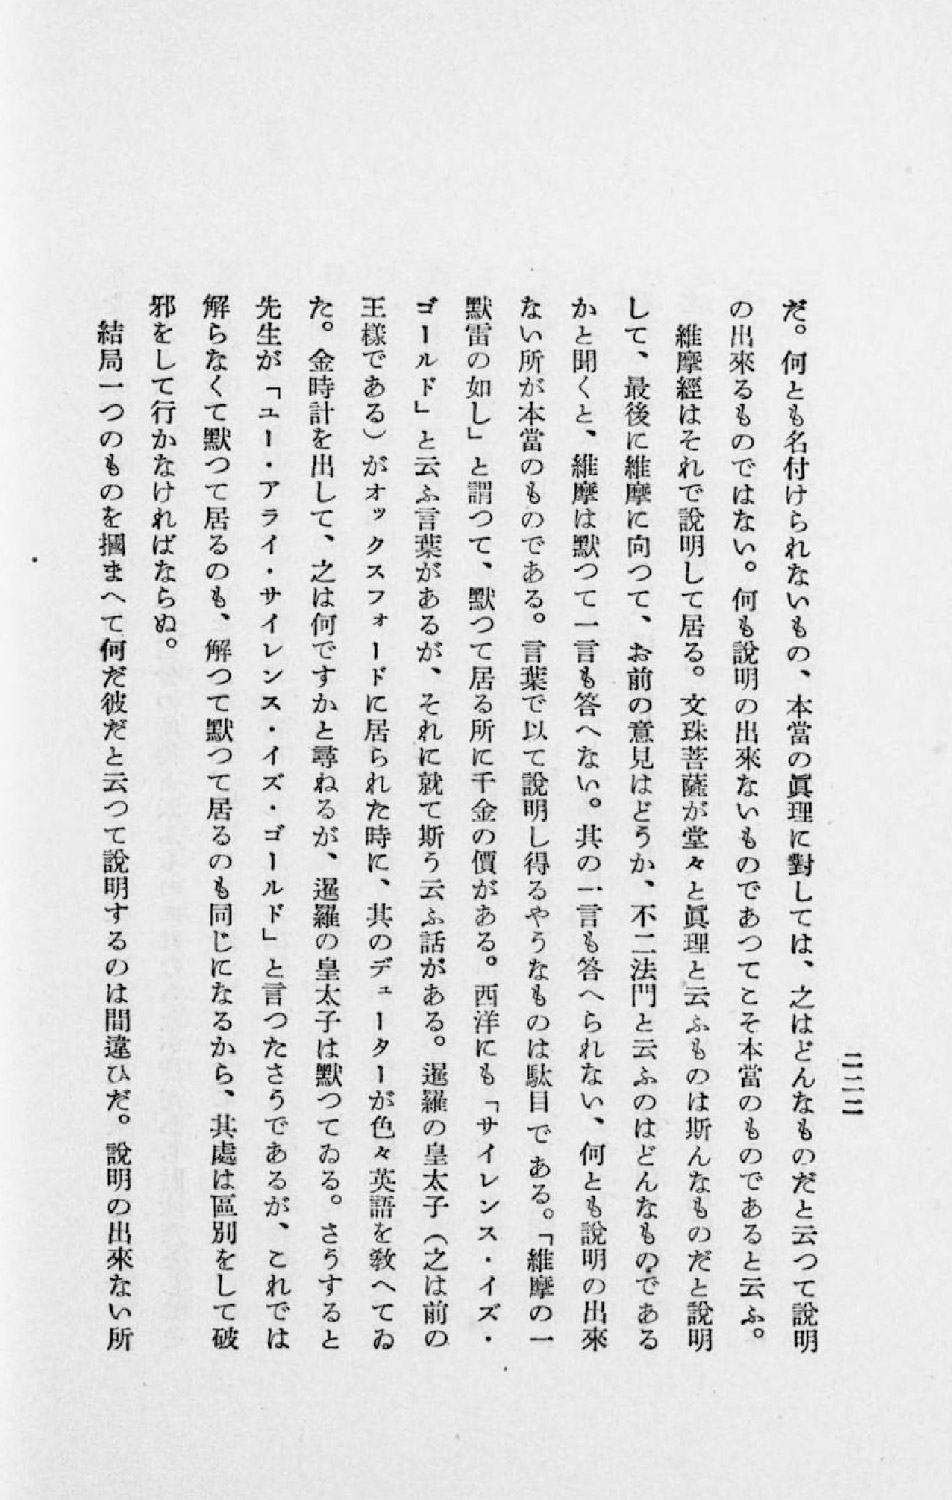 二二二
だ。何とも名付けられないもの、本當の眞理に對しては、之はどんなものだと云つて說明
の出來るものではない。何も說明の出來ないものであつてこそ本當のものであると云ふ。
維摩經はそれで說明して居る。文珠菩薩が堂々と眞理と云ふものは斯んなものだと說明
して、最後に維摩に向つて、お前の意見はどうか、不二法門と云ふのはどんなものである
かと聞くと、維摩は默つて一言も答へない。其の一言も答へられない、何とも說明の出來
ない所が本當のものである。言葉で以て說明し得るやうなものは駄目である。「維摩の一
默雷の如し」と謂つて、默つて居る所に千金の價がある。西洋にも「サイレンス・イズ・
ゴールド」と云ふ言葉があるが、それに就て斯う云ふ話がある。暹羅の皇太子（之は前の
王樣である）がオックスフォードに居られた時に、其のデューターが色々英語を敎へてゐ
た。金時計を出して、之は何ですかと尋ねるが、暹羅の皇太子は默つてゐる。さうすると
先生が「ユー・アライ・サイレンス・イズ・ゴールド」と言つたさうであるが、これでは
解らなくて默つて居るのも、解つて默つて居るのも同じになるから、其處は區別をして破
邪をして行かなければならぬ。
結局一つのものを摑まへて何だ彼だと云つて說明するのは間違ひだ。說明の出來ない所